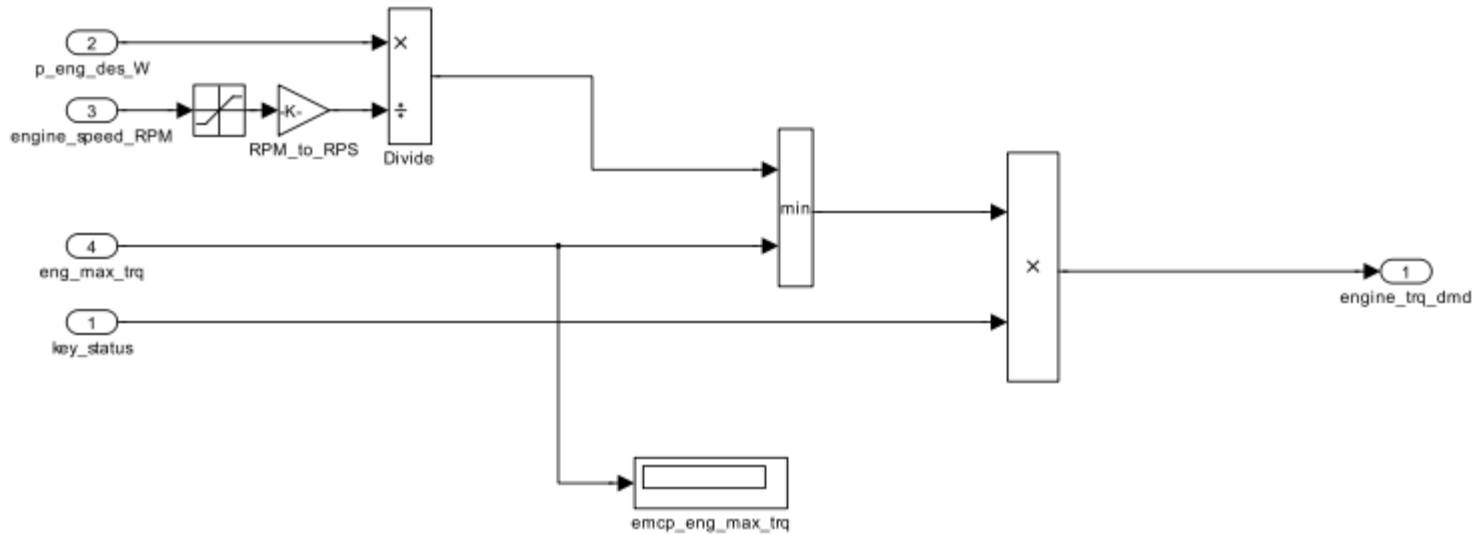 2
p_eng_des_W
×
3
engine_speed_RPM
-K-
RPM_to_RPS
÷
Divide
min
4
eng_max_trq
×
1
engine_trq_dmd
1
key_status
emcp_eng_max_trq